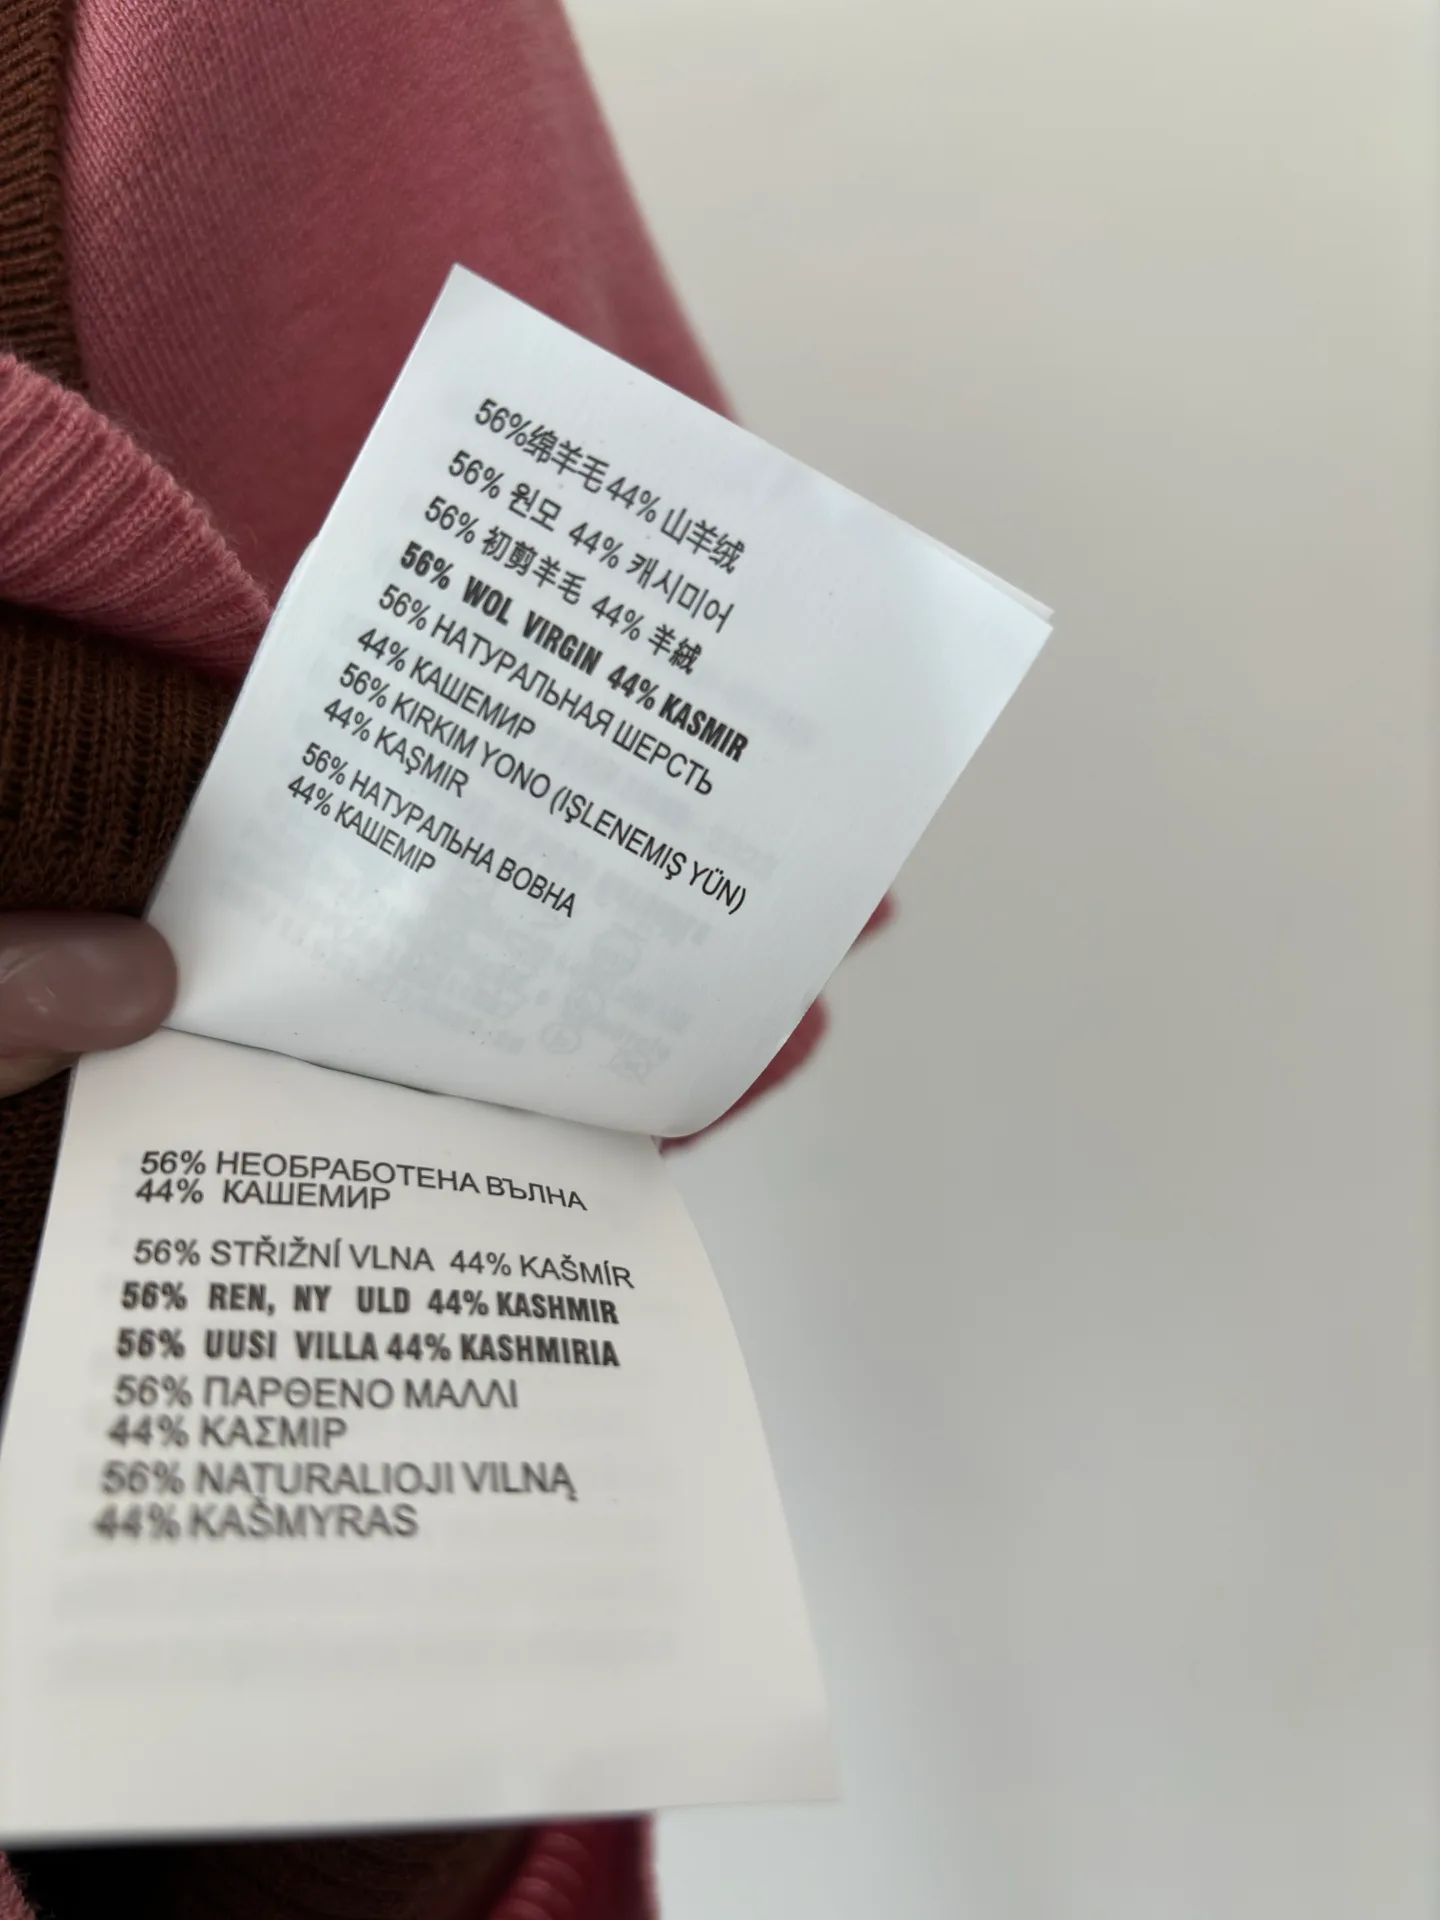 56%绵羊毛 44% 山羊绒
56% 원모 44% 캐시미어
56% 初剪羊毛 44% 羊絨
56% WOL VIRGIN 44% KASMIR
56% НАТУРАЛЬНАЯ ШЕРСТЬ
44% КАШЕМИР
56% KIRKIM YONO (IŞLENEMIŞ YÜN)
44% KAŞMIR
56% НАТУРАЛЬНА ВОВНА
44% КАШЕМІР
56% НЕОБРАБОТЕНА ВЪЛНА
44% КАШЕМИР
56% STŘIŽNÍ VLNA 44% KAŠMÍR
56% REN, NY ULD 44% KASHMIR
56% UUSI VILLA 44% KASHMIRIA
56% ΠΑΡΘΕΝΟ ΜΑΛΛΙ
44% ΚΑΣΜΙΡ
56% NATURALIOJI VILNĄ
44% KAŠMYRAS